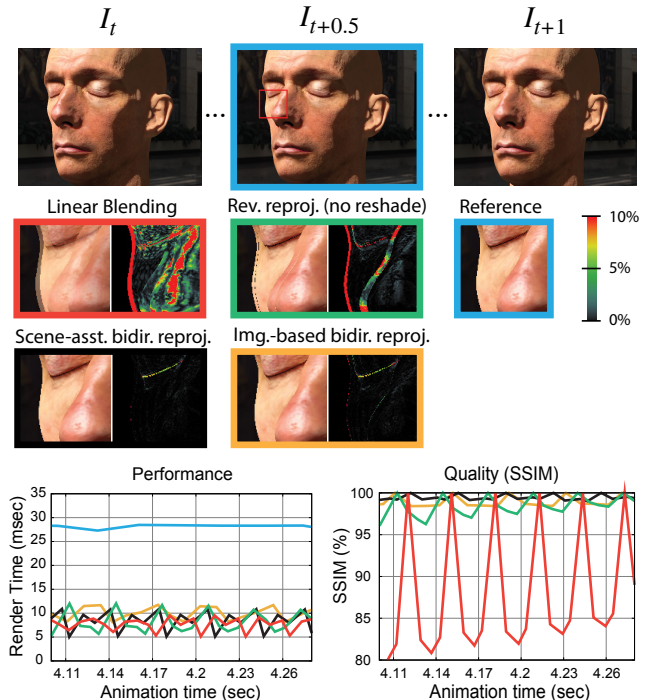 I_t I_{t+0.5} I_{t+1}
... ...
Linear Blending Rev. reproj. (no reshade) Reference
10%
5%
0%
Scene-asst. bidir. reproj. Img.-based bidir. reproj.
Performance
Render Time (msec)
35
30
25
20
15
10
5
0
4.11 4.14 4.17 4.2 4.23 4.26
Animation time (sec)
Quality (SSIM)
SSIM (%)
100
95
90
85
80
4.11 4.14 4.17 4.2 4.23 4.26
Animation time (sec)